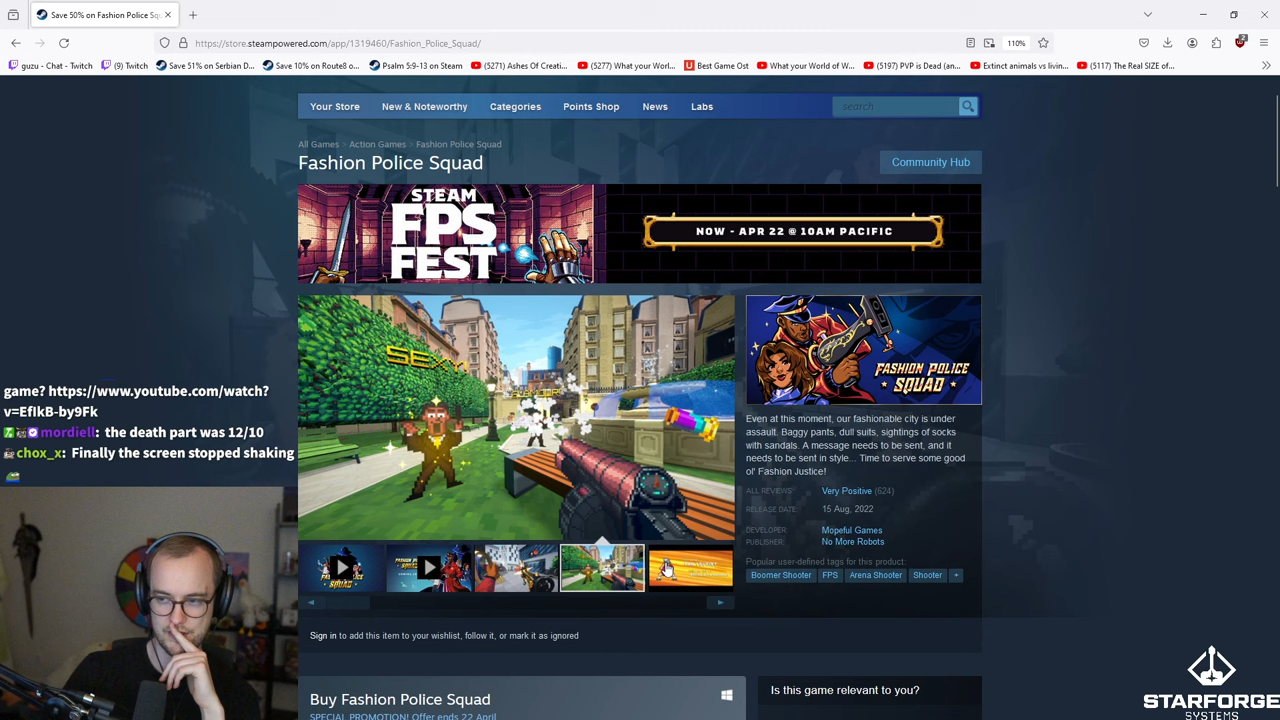 Save 50% on Fashion Police Sq
https://store.steampowered.com/app/1319460/Fashion_Police_Squad/
110%
2
guzu - Chat - Twitch
(9) Twitch
Save 51% on Serbian D...
Save 10% on Route8 o...
Psalm 5:9-13 on Steam
(5271) Ashes Of Creati...
(5277) What your Worl...
Best Game Ost
What your World of W...
(5197) PVP is Dead (an...
Extinct animals vs livin...
(5117) The Real SIZE of...
Your Store
New & Noteworthy
Categories
Points Shop
News
Labs
search
All Games > Action Games > Fashion Police Squad
Fashion Police Squad
Community Hub
STEAM
FPS
FEST
NOW - APR 22 @ 10AM PACIFIC
SEXY
FASHION POLICE
SQUAD
Even at this moment, our fashionable city is under
assault. Baggy pants, dull suits, sightings of socks
with sandals. A message needs to be sent, and it
needs to be sent in style... Time to serve some good
ol' Fashion Justice!
ALL REVIEWS: Very Positive (624)
RELEASE DATE: 15 Aug, 2022
DEVELOPER: Mopeful Games
PUBLISHER: No More Robots
Popular user-defined tags for this product:
Boomer Shooter
FPS
Arena Shooter
Shooter
+
game? https://www.youtube.com/watch?
v=EfIkB-by9Fk
mordiell: the death part was 12/10
chox_x: Finally the screen stopped shaking
Sign in to add this item to your wishlist, follow it, or mark it as ignored
Buy Fashion Police Squad
SPECIAL PROMOTION! Offer ends 22 April
Is this game relevant to you?
STARFORGE
SYSTEMS